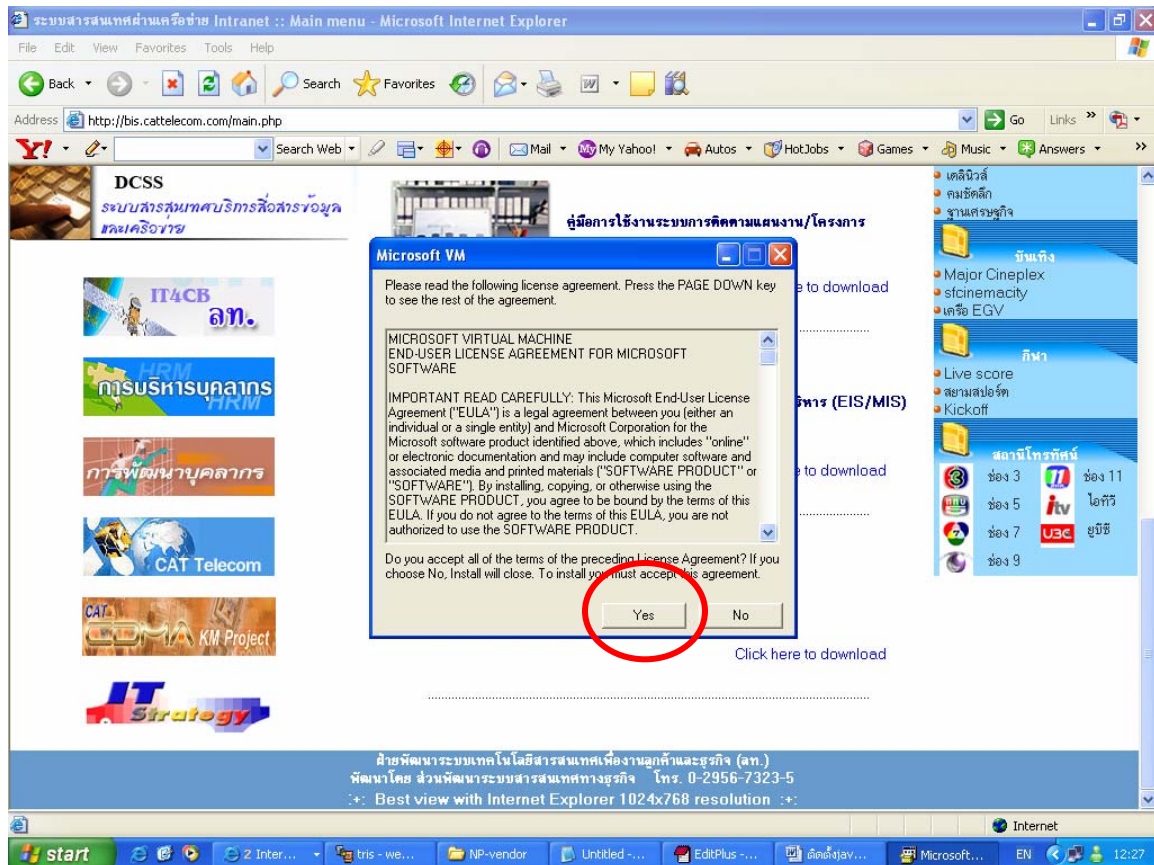 ระบบสารสนเทศผ่านเครือข่าย Intranet :: Main menu - Microsoft Internet Explorer
File Edit View Favorites Tools Help
Back Search Favorites
Address http://bis.cattelecom.com/main.php Go Links »
Y! Search Web Mail My My Yahoo! Autos HotJobs Games Music Answers »
DCSS
ระบบสารสนเทศบริการสื่อสารข้อมูล
และเครือข่าย
IT4CB
ลท.
HRM
การบริหารบุคลากร
HRM
การพัฒนาบุคลากร
CAT Telecom
CAT
CDMA KM Project
IT
Strategy
คู่มือการใช้งานระบบการติดตามแผนงาน/โครงการ
e to download
ริหาร (EIS/MIS)
e to download
Click here to download
Microsoft VM
Please read the following license agreement. Press the PAGE DOWN key
to see the rest of the agreement.
MICROSOFT VIRTUAL MACHINE
END-USER LICENSE AGREEMENT FOR MICROSOFT
SOFTWARE
IMPORTANT READ CAREFULLY: This Microsoft End-User License
Agreement ("EULA") is a legal agreement between you (either an
individual or a single entity) and Microsoft Corporation for the
Microsoft software product identified above, which includes "online"
or electronic documentation and may include computer software and
associated media and printed materials ("SOFTWARE PRODUCT" or
"SOFTWARE"). By installing, copying, or otherwise using the
SOFTWARE PRODUCT, you agree to be bound by the terms of this
EULA. If you do not agree to the terms of this EULA, you are not
authorized to use the SOFTWARE PRODUCT.
Do you accept all of the terms of the preceding License Agreement? If you
choose No, Install will close. To install you must accept this agreement.
Yes No
เดลินิวส์
คมชัดลึก
ฐานเศรษฐกิจ
บันเทิง
Major Cineplex
sfcinemacity
เครือ EGV
กีฬา
Live score
สยามสปอร์ต
Kickoff
สถานีโทรทัศน์
ช่อง 3 11 ช่อง 11
ช่อง 5 itv ไอทีวี
ช่อง 7 UBC ยูบีซี
ช่อง 9
ฝ่ายพัฒนาระบบเทคโนโลยีสารสนเทศเพื่องานลูกค้าและธุรกิจ (ลท.)
พัฒนาโดย ส่วนพัฒนาระบบสารสนเทศทางธุรกิจ โทร. 0-2956-7323-5
:+: Best view with Internet Explorer 1024x768 resolution :+:
Internet
start 2 Inter... tris - we... NP-vendor Untitled -... EditPlus -... ติดตั้งjav... Microsoft... EN 12:27